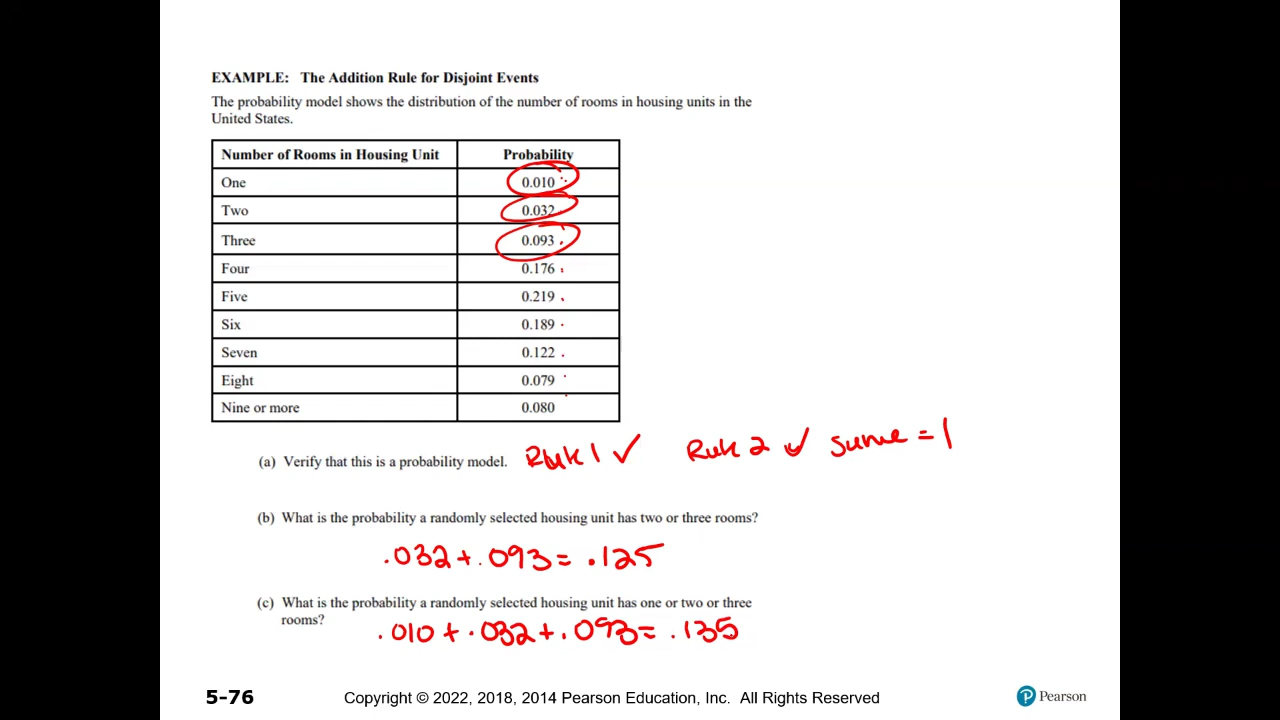 EXAMPLE: The Addition Rule for Disjoint Events
The probability model shows the distribution of the number of rooms in housing units in the
United States.
Number of Rooms in Housing Unit Probability
One 0.010
Two 0.032
Three 0.093
Four 0.176
Five 0.219
Six 0.189
Seven 0.122
Eight 0.079
Nine or more 0.080
(a) Verify that this is a probability model. Rule 1 ✓ Rule 2 ✓ sum = 1
(b) What is the probability a randomly selected housing unit has two or three rooms?
.032 + .093 = .125
(c) What is the probability a randomly selected housing unit has one or two or three
rooms?
.010 + .032 + .093 = .135
5-76 Copyright © 2022, 2018, 2014 Pearson Education, Inc. All Rights Reserved P Pearson